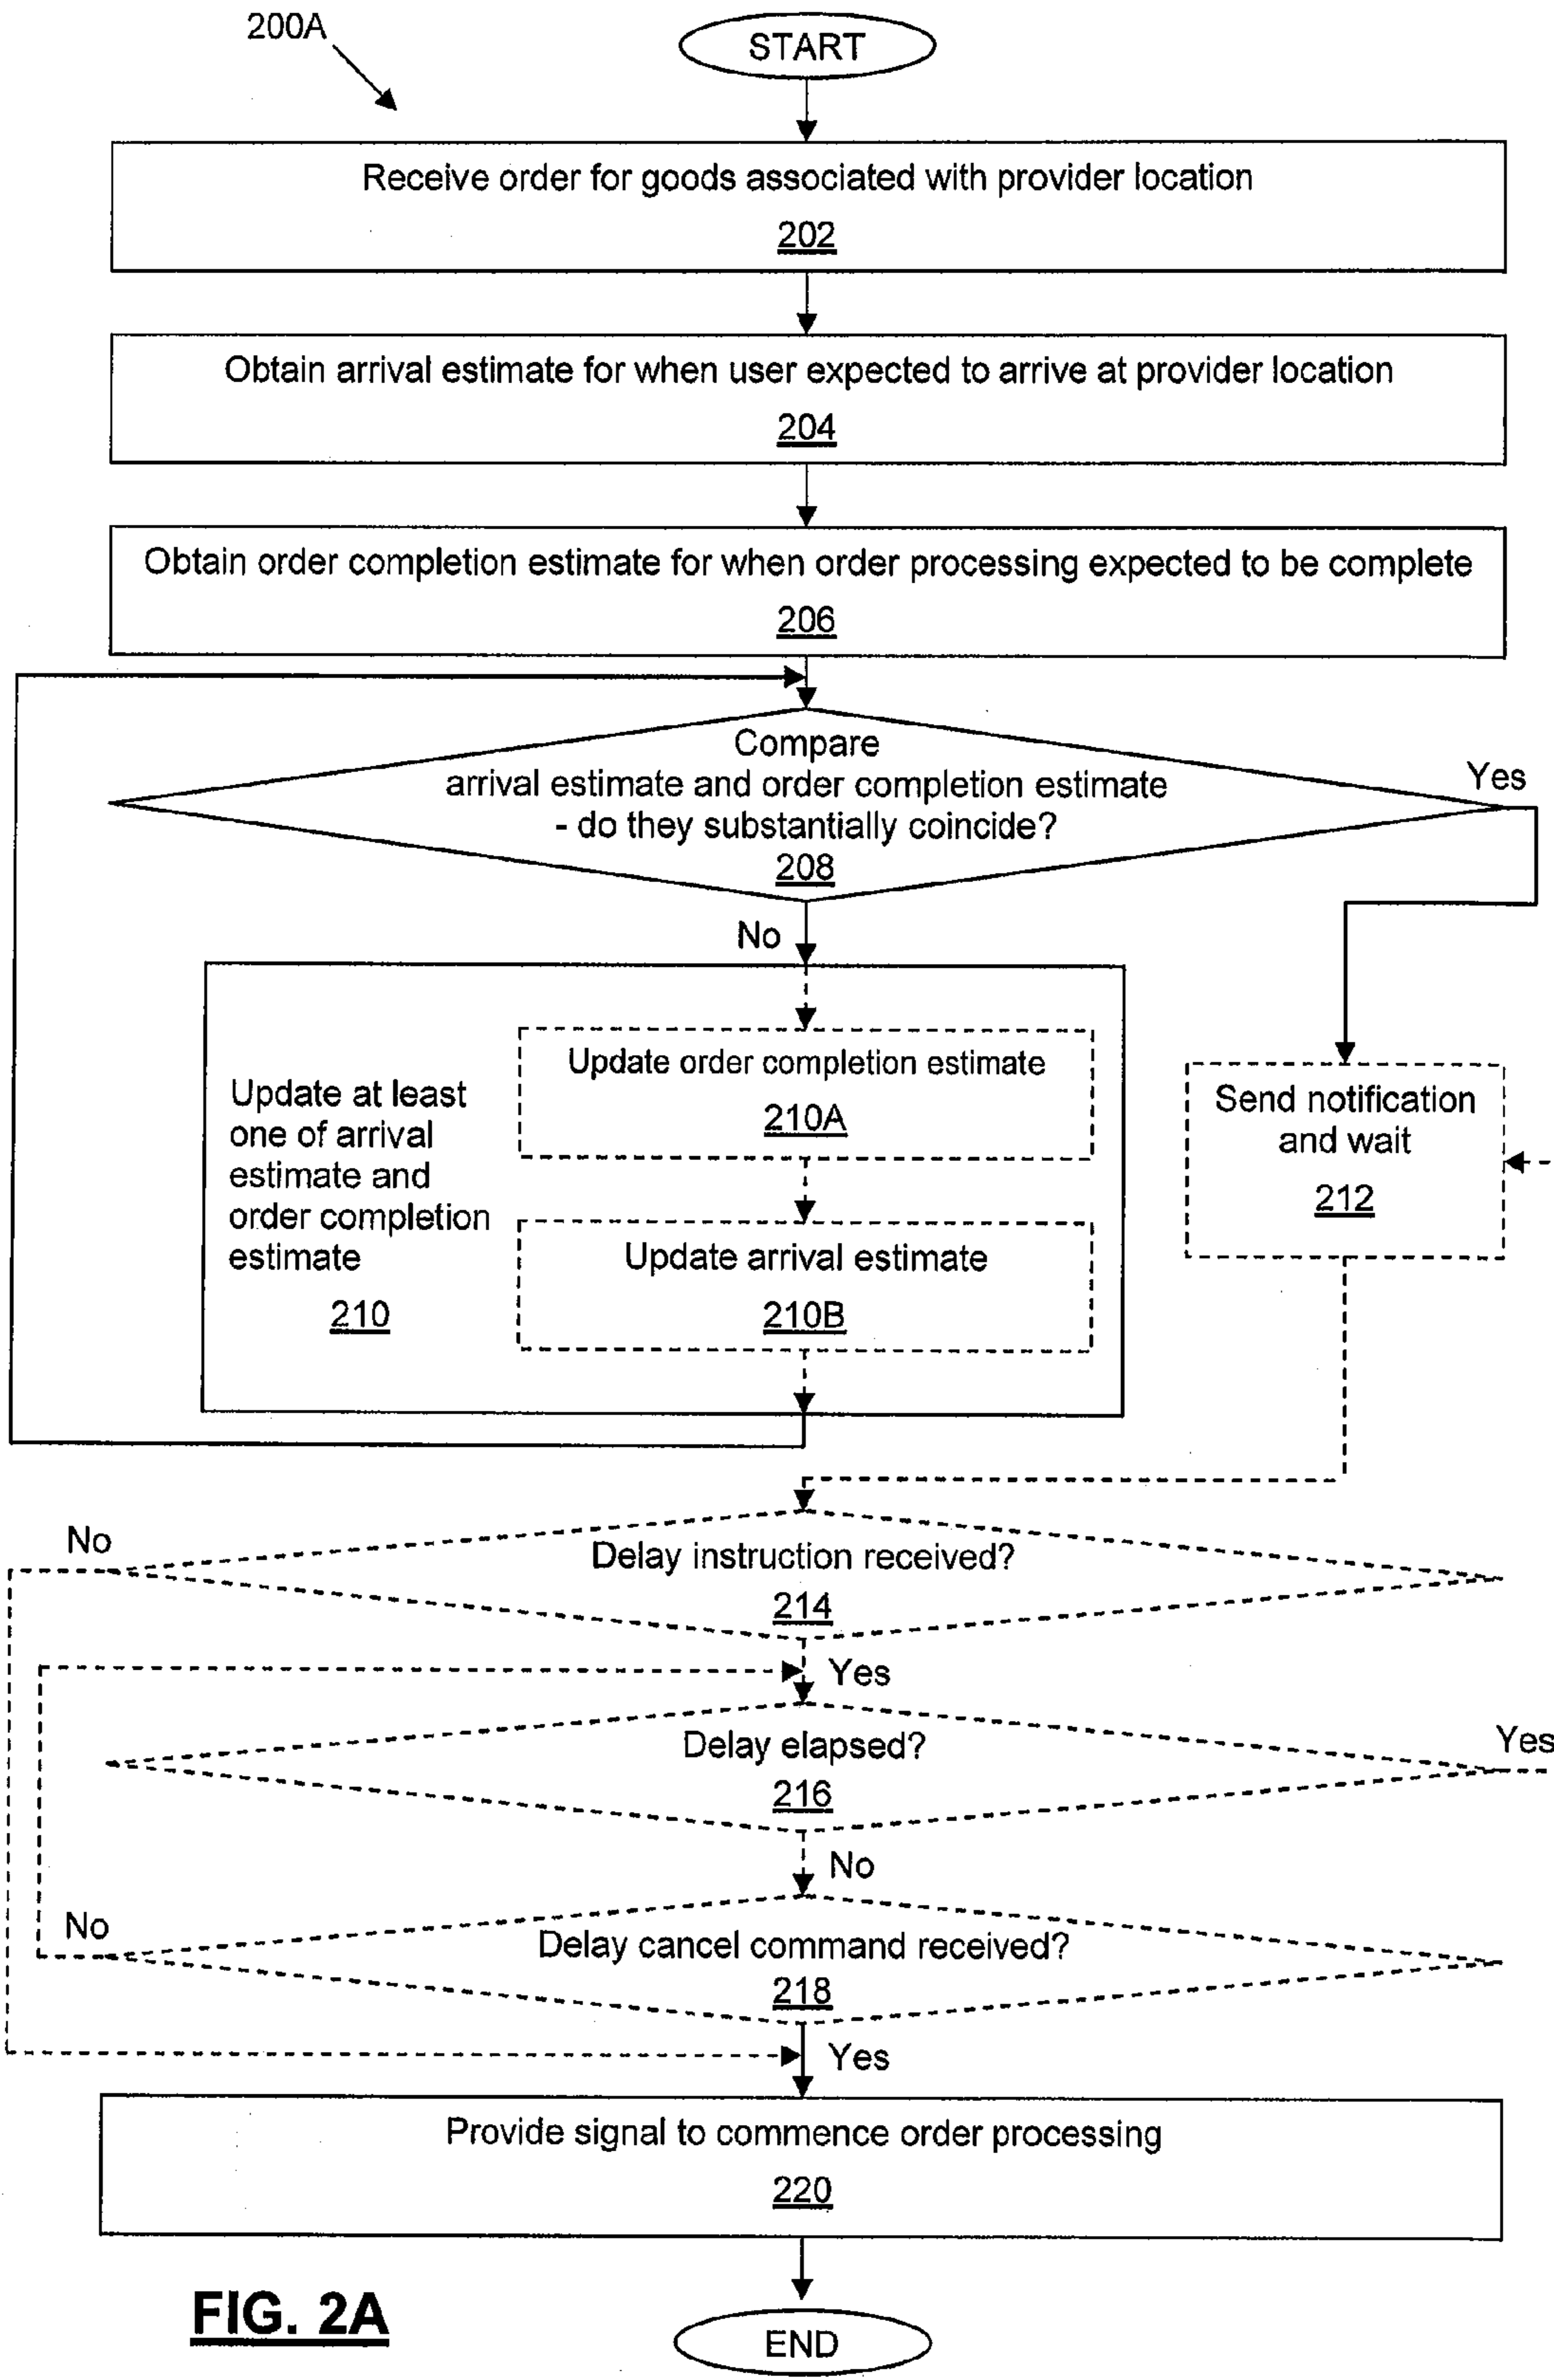 200A
START
Receive order for goods associated with provider location
202
Obtain arrival estimate for when user expected to arrive at provider location
204
Obtain order completion estimate for when order processing expected to be complete
206
Compare
arrival estimate and order completion estimate
- do they substantially coincide?
208
Yes
No
Update at least
one of arrival
estimate and
order completion
estimate
210
Update order completion estimate
210A
Update arrival estimate
210B
Send notification
and wait
212
No
Delay instruction received?
214
Yes
Delay elapsed?
216
Yes
No
No
Delay cancel command received?
218
Yes
Provide signal to commence order processing
220
FIG. 2A
END